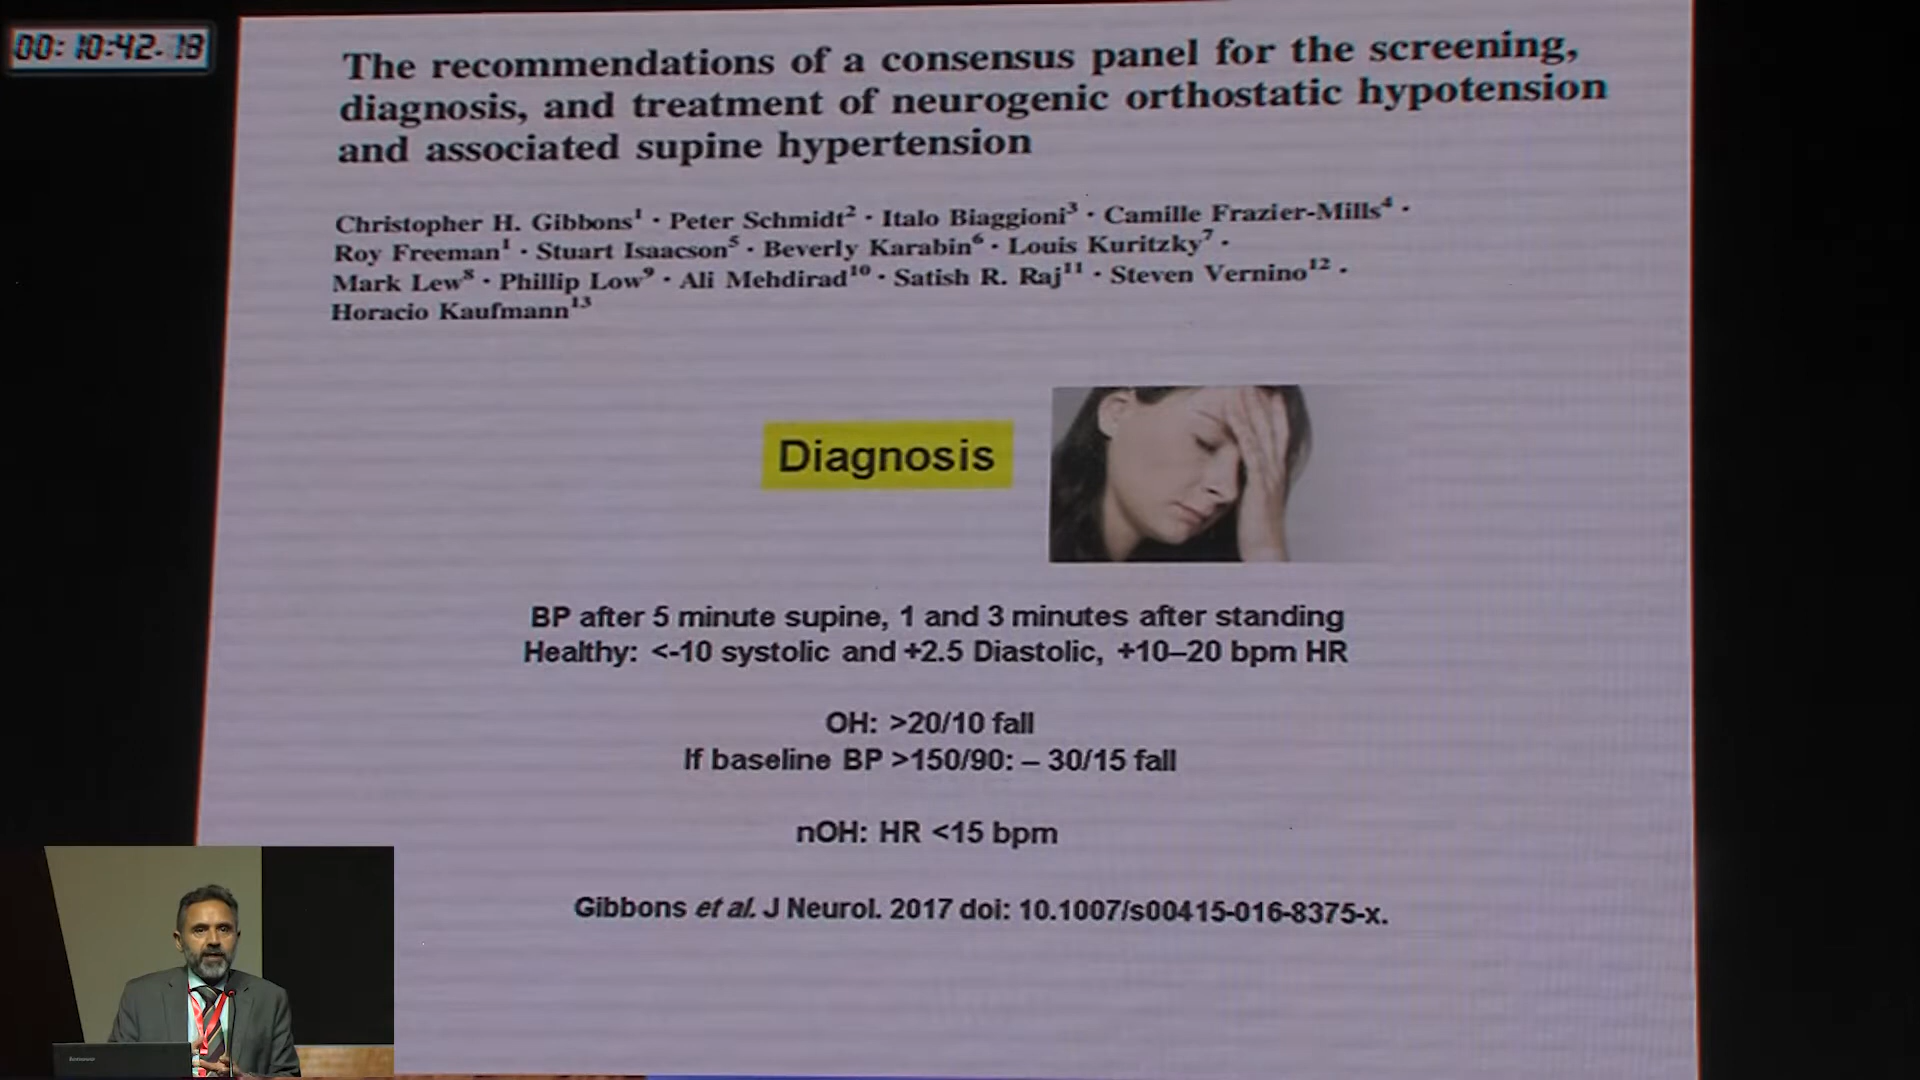 00:10:42.18
The recommendations of a consensus panel for the screening,
diagnosis, and treatment of neurogenic orthostatic hypotension
and associated supine hypertension
Christopher H. Gibbons¹ · Peter Schmidt² · Italo Biaggioni³ · Camille Frazier-Mills⁴ ·
Roy Freeman¹ · Stuart Isaacson⁵ · Beverly Karabin⁶ · Louis Kuritzky⁷ ·
Mark Lew⁸ · Phillip Low⁹ · Ali Mehdirad¹⁰ · Satish R. Raj¹¹ · Steven Vernino¹² ·
Horacio Kaufmann¹³
Diagnosis
BP after 5 minute supine, 1 and 3 minutes after standing
Healthy: <-10 systolic and +2.5 Diastolic, +10–20 bpm HR
OH: >20/10 fall
If baseline BP >150/90: – 30/15 fall
nOH: HR <15 bpm
Gibbons et al. J Neurol. 2017 doi: 10.1007/s00415-016-8375-x.
lenovo